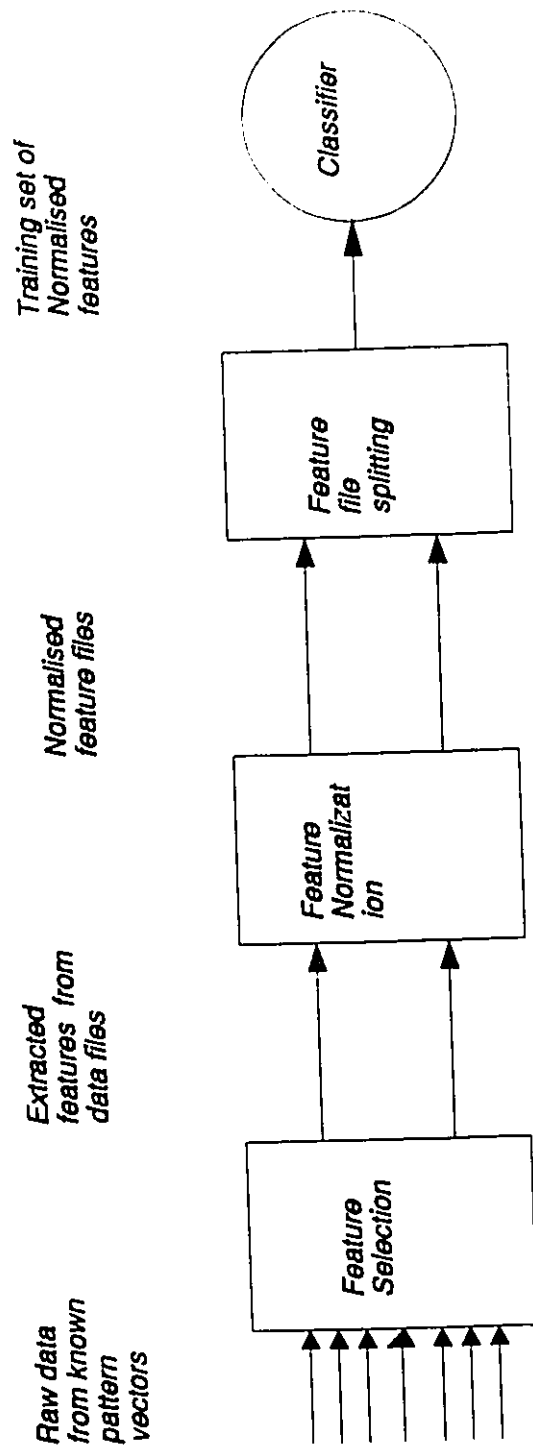 Raw data
from known
pattern
vectors
Extracted
features from
data files
Normalised
feature files
Training set of
Normalised
features
Feature
Selection
Feature
Normalizat
ion
Feature
file
splitting
Classifier